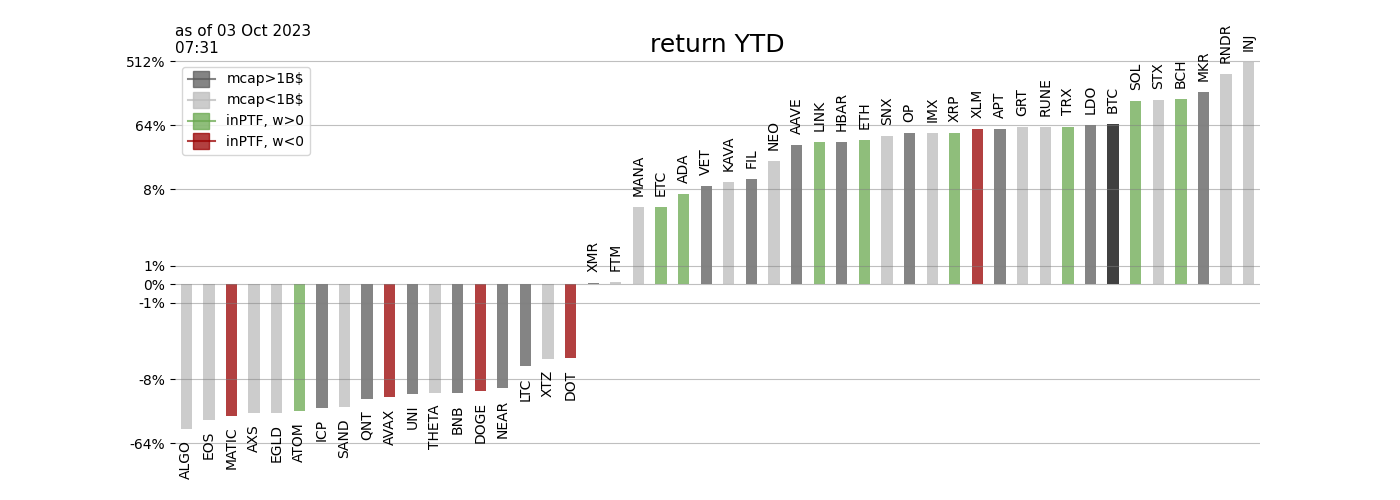 as of 03 Oct 2023
07:31
return YTD
512%
64%
8%
1%
0%
-1%
-8%
-64%
mcap>1B$
mcap<1B$
inPTF, w>0
inPTF, w<0
ALGO
EOS
MATIC
AXS
EGLD
ATOM
ICP
SAND
QNT
AVAX
UNI
THETA
BNB
DOGE
NEAR
LTC
XTZ
DOT
XMR
FTM
MANA
ETC
ADA
VET
KAVA
FIL
NEO
AAVE
LINK
HBAR
ETH
SNX
OP
IMX
XRP
XLM
APT
GRT
RUNE
TRX
LDO
BTC
SOL
STX
BCH
MKR
RNDR
INJ